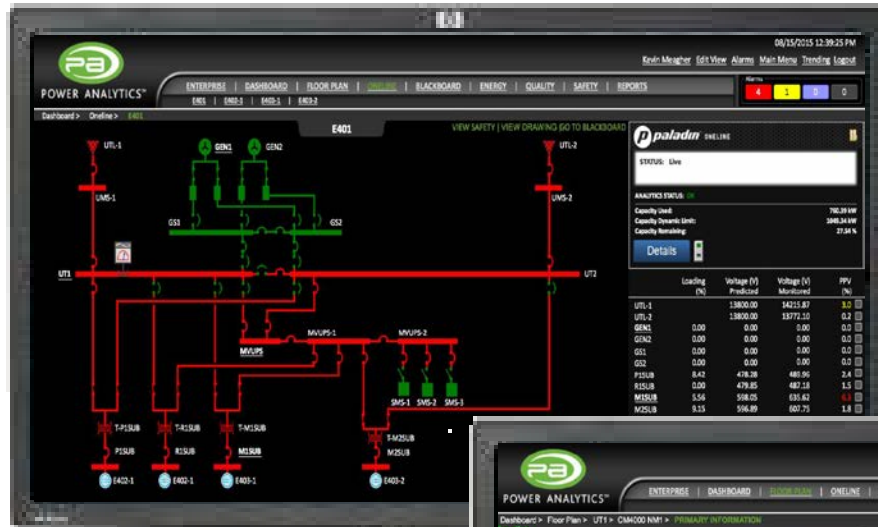 08/15/2015 12:39:25 PM
Kevin Meagher Edit View Alarms Main Menu Trending Logout
pa
POWER ANALYTICS™
ENTERPRISE | DASHBOARD | FLOOR PLAN | ONELINE | BLACKBOARD | ENERGY | QUALITY | SAFETY | REPORTS
E401 | E402-1 | E403-1 | E403-2
Alarms
4 1 0 0
Dashboard > Oneline > E401
E401
VIEW SAFETY | VIEW DRAWING |GO TO BLACKBOARD
UTL-1
GEN1
GEN2
UTL-2
UMS-1
UMS-2
GS1
GS2
UT1
UT2
MVUPS-1
MVUPS-2
MVUPS
SMS-1 SMS-2 SMS-3
T-P1SUB
T-R1SUB
T-M1SUB
T-M2SUB
P1SUB
R1SUB
M1SUB
M2SUB
E402-1
E402-1
E403-1
E403-2
p paladin ONELINE
STATUS: Live
ANALYTICS STATUS: OK
Capacity Used: 760.39 kW
Capacity Dynamic Limit:
Capacity Remaining: 27.54 %
Details
Loading (%) Voltage (V) Predicted Voltage (V) Monitored PPV (%)
UTL-1 13800.00 14215.87 3.0
UTL-2 13800.00 13772.10 0.2
GEN1 0.00 0.00 0.00 0.0
GEN2 0.00 0.00 0.00 0.0
GS1 0.00 0.00 0.00 0.0
GS2 0.00 0.00 0.00 0.0
P1SUB 8.42 478.28 489.96 2.4
R1SUB 0.00 479.85 487.18 1.5
M1SUB 5.56 598.05 635.62 6.3
M2SUB 9.15 596.89 607.75 1.8
pa
POWER ANALYTICS™
ENTERPRISE | DASHBOARD | FLOOR PLAN | ONELINE |
Dashboard > Floor Plan > UT1 > CM4000 NM1 > PRIMARY INFORMATION